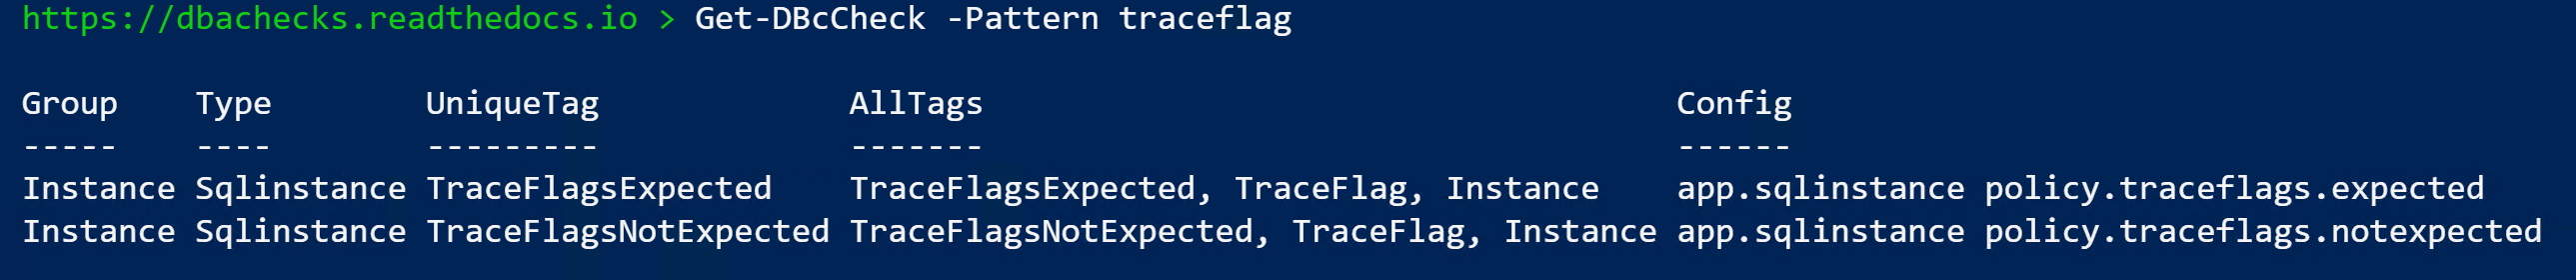 https://dbachecks.readthedocs.io > Get-DBcCheck -Pattern traceflag
Group    Type        UniqueTag             AllTags                                    Config
-----    ----        ---------             -------                                    ------
Instance Sqlinstance TraceFlagsExpected    TraceFlagsExpected, TraceFlag, Instance    app.sqlinstance policy.traceflags.expected
Instance Sqlinstance TraceFlagsNotExpected TraceFlagsNotExpected, TraceFlag, Instance app.sqlinstance policy.traceflags.notexpected